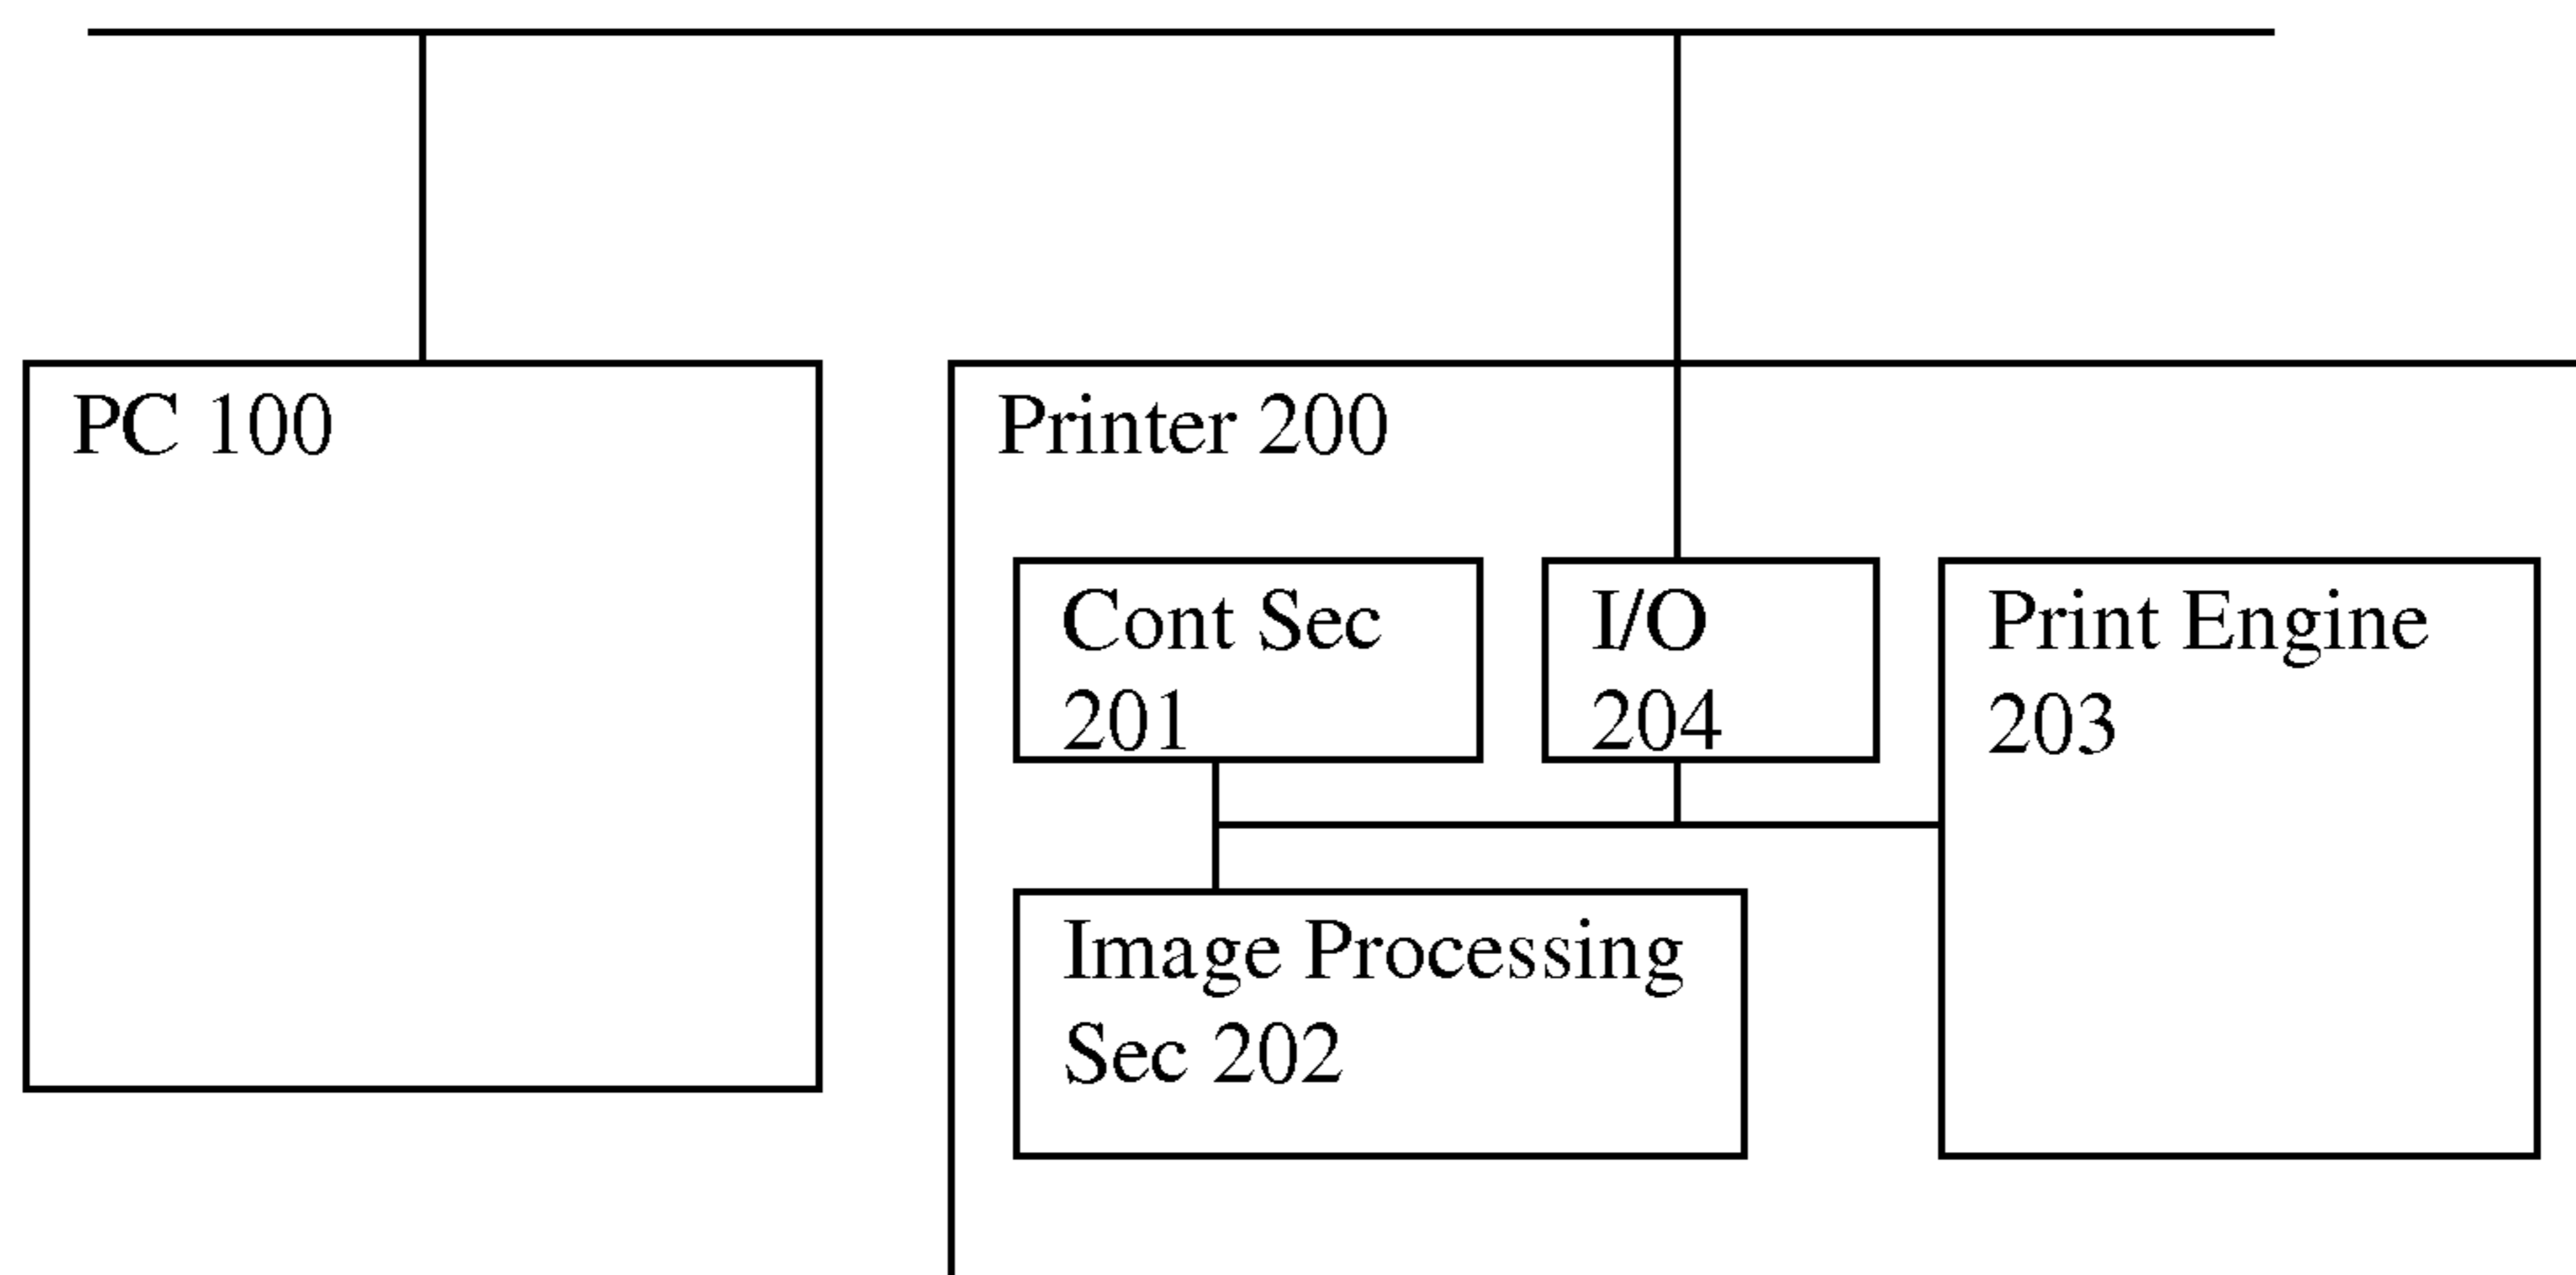 PC 100
Printer 200
Cont Sec
201
I/O
204
Print Engine
203
Image Processing
Sec 202